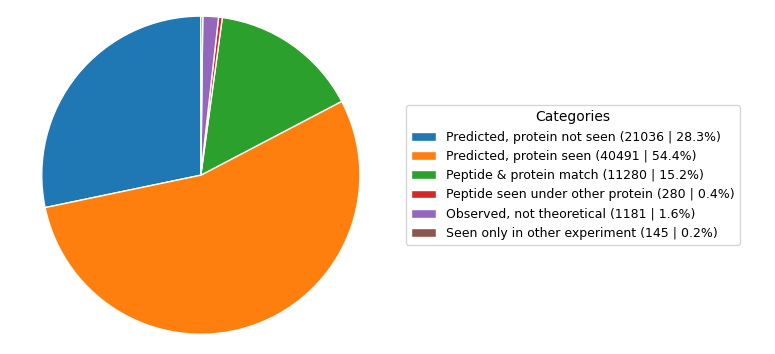 Categories
Predicted, protein not seen (21036 | 28.3%)
Predicted, protein seen (40491 | 54.4%)
Peptide & protein match (11280 | 15.2%)
Peptide seen under other protein (280 | 0.4%)
Observed, not theoretical (1181 | 1.6%)
Seen only in other experiment (145 | 0.2%)